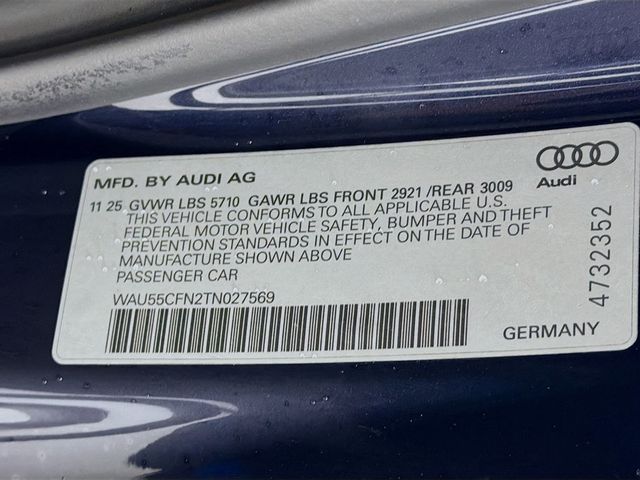 MFD. BY AUDI AG
11 25 GVWR LBS 5710 GAWR LBS FRONT 2921 /REAR 3009
THIS VEHICLE CONFORMS TO ALL APPLICABLE U.S.
FEDERAL MOTOR VEHICLE SAFETY, BUMPER AND THEFT
PREVENTION STANDARDS IN EFFECT ON THE DATE OF
MANUFACTURE SHOWN ABOVE
PASSENGER CAR
WAU55CFN2TN027569
Audi
4732352
GERMANY